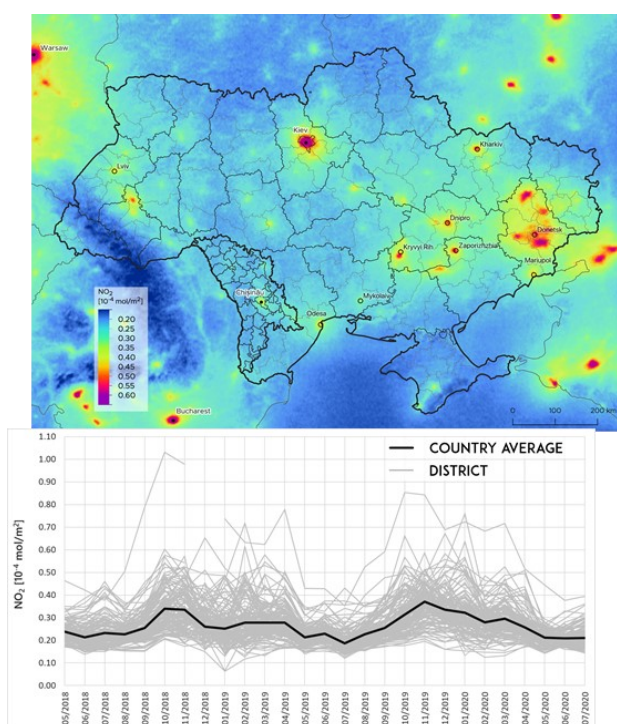 Warsaw
Kiev
Lviv
Kharkiv
Dnipro
Donetsk
Kryvyi Rih
Zaporizhzhia
Mariupol
NO₂
[10⁻⁴ mol/m²]
Chișinău
Mykolaiv
Odesa
0.20
0.25
0.30
0.35
0.40
0.45
0.50
0.55
0.60
Bucharest
0 200 km
1.10
1.00
0.90
0.80
0.70
0.60
0.50
0.40
0.30
0.20
0.10
0.00
NO₂ [10⁻⁴ mol/m²]
COUNTRY AVERAGE
DISTRICT
05/2018
06/2018
07/2018
08/2018
09/2018
10/2018
11/2018
12/2018
01/2019
02/2019
03/2019
04/2019
05/2019
06/2019
07/2019
08/2019
09/2019
10/2019
11/2019
12/2019
01/2020
02/2020
03/2020
04/2020
05/2020
06/2020
07/2020